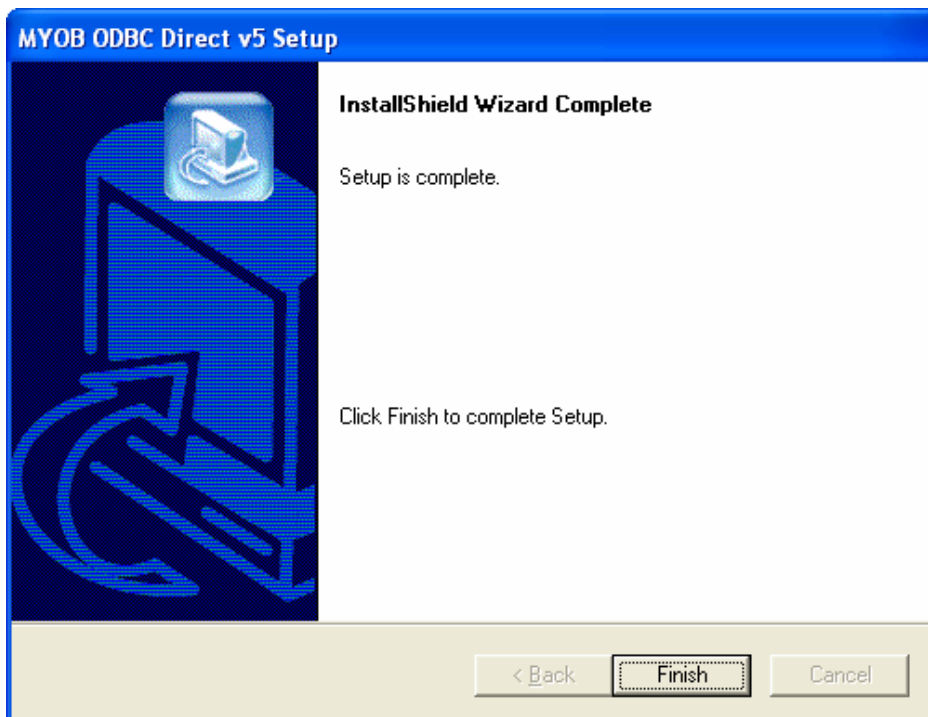 MYOB ODBC Direct v5 Setup
InstallShield Wizard Complete
Setup is complete.
Click Finish to complete Setup.
< Back
Finish
Cancel